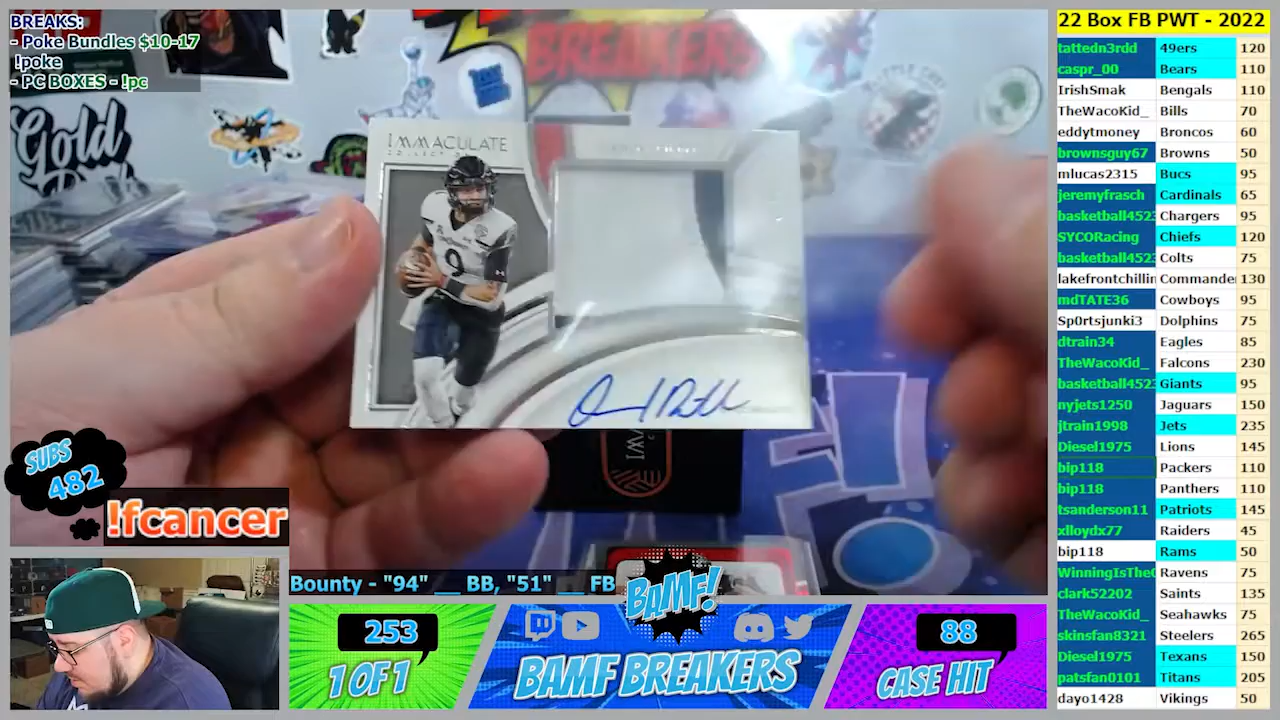 BREAKS:
- Poke Bundles $10-17
!poke
- PC BOXES - !pc
Gold
IMMACULATE
9
SUBS
482
!fcancer
Bounty - "94" __ BB, "51" __ FB
BAMF!
253
1 OF 1
BAMF BREAKERS
88
CASE HIT
22 Box FB PWT - 2022
tattedn3rdd 49ers 120
caspr_00 Bears 110
IrishSmak Bengals 110
TheWacoKid_ Bills 70
eddytmoney Broncos 60
brownsguy67 Browns 50
mlucas2315 Bucs 95
jeremyfrasch Cardinals 65
basketball452 Chargers 95
SYCORacing Chiefs 120
basketball452 Colts 75
lakefrontchillin Commande 130
mdTATE36 Cowboys 95
Sp0rtsjunki3 Dolphins 75
dtrain34 Eagles 85
TheWacoKid_ Falcons 230
basketball452 Giants 95
nyjets1250 Jaguars 150
jtrain1998 Jets 235
Diesel1975 Lions 145
bip118 Packers 110
bip118 Panthers 110
tsanderson11 Patriots 145
xlloydx77 Raiders 45
bip118 Rams 50
WinningIsThe Ravens 75
clark52202 Saints 135
TheWacoKid_ Seahawks 75
skinsfan8321 Steelers 265
Diesel1975 Texans 150
patsfan0101 Titans 205
dayo1428 Vikings 50